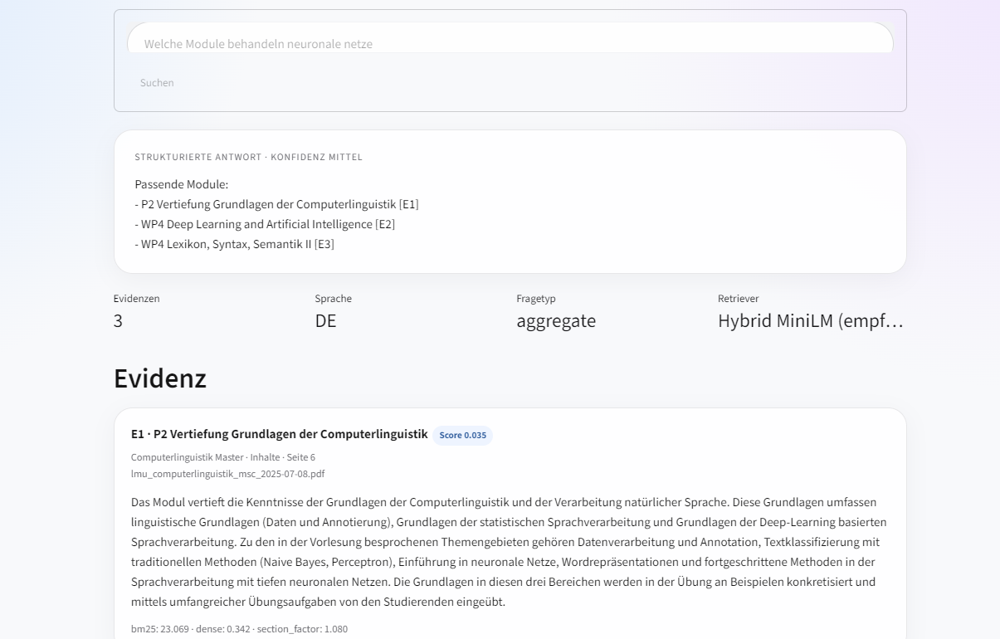 Welche Module behandeln neuronale netze
Suchen
STRUKTURIERTE ANTWORT · KONFIDENZ MITTEL
Passende Module:
- P2 Vertiefung Grundlagen der Computerlinguistik [E1]
- WP4 Deep Learning and Artificial Intelligence [E2]
- WP4 Lexikon, Syntax, Semantik II [E3]
Evidenzen Sprache Fragetyp Retriever
3 DE aggregate Hybrid MiniLM (empf…
Evidenz
E1 · P2 Vertiefung Grundlagen der Computerlinguistik Score 0.035
Computerlinguistik Master · Inhalte · Seite 6
lmu_computerlinguistik_msc_2025-07-08.pdf
Das Modul vertieft die Kenntnisse der Grundlagen der Computerlinguistik und der Verarbeitung natürlicher Sprache. Diese Grundlagen umfassen
linguistische Grundlagen (Daten und Annotierung), Grundlagen der statistischen Sprachverarbeitung und Grundlagen der Deep-Learning basierten
Sprachverarbeitung. Zu den in der Vorlesung besprochenen Themengebieten gehören Datenverarbeitung und Annotation, Textklassifizierung mit
traditionellen Methoden (Naive Bayes, Perceptron), Einführung in neuronale Netze, Wordrepräsentationen und fortgeschrittene Methoden in der
Sprachverarbeitung mit tiefen neuronalen Netzen. Die Grundlagen in diesen drei Bereichen werden in der Übung an Beispielen konkretisiert und
mittels umfangreicher Übungsaufgaben von den Studierenden eingeübt.
bm25: 23.069 · dense: 0.342 · section_factor: 1.080